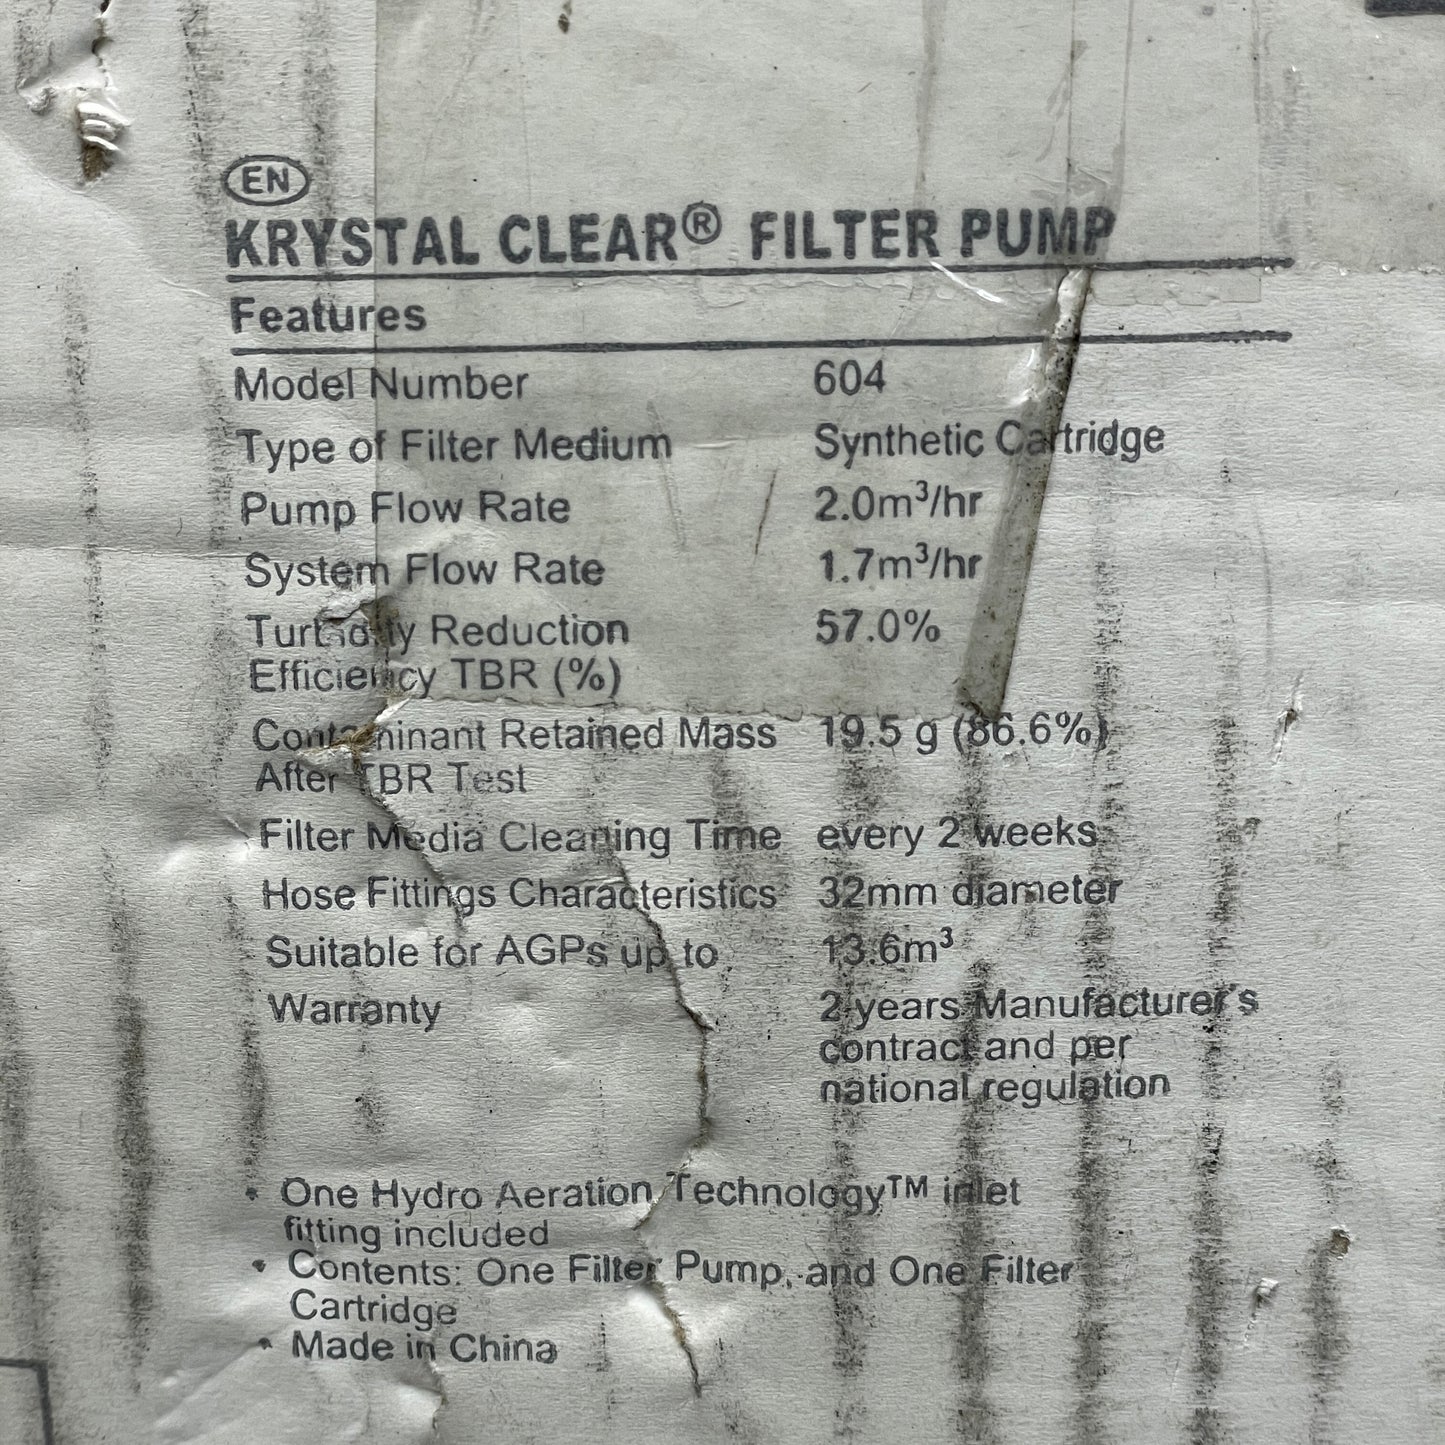 EN
KRYSTAL CLEAR® FILTER PUMP
Features
Model Number 604
Type of Filter Medium Synthetic Cartridge
Pump Flow Rate 2.0m³/hr
System Flow Rate 1.7m³/hr
Turbidity Reduction 57.0%
Efficiency TBR (%)
Contaminant Retained Mass 19.5 g (86.6%)
After TBR Test
Filter Media Cleaning Time every 2 weeks
Hose Fittings Characteristics 32mm diameter
Suitable for AGPs up to 13.6m³
Warranty 2 years Manufacturer's
contract and per
national regulation
• One Hydro Aeration Technology™ inlet
fitting included
• Contents: One Filter Pump, and One Filter
Cartridge
• Made in China